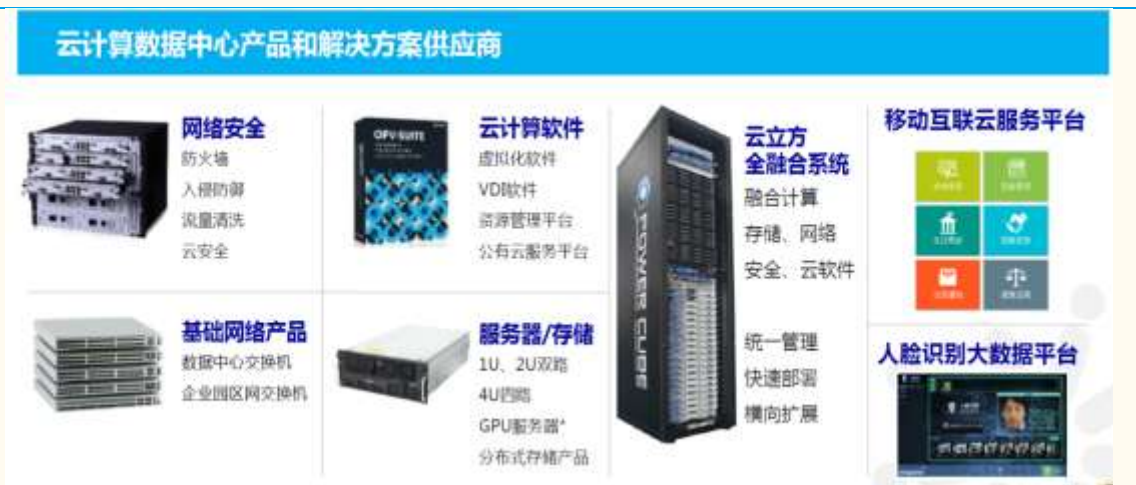 云计算数据中心产品和解决方案供应商
网络安全
防火墙
入侵防御
流量清洗
云安全
OPV-SUITE
云计算软件
虚拟化软件
VDI软件
资源管理平台
公有云服务平台
基础网络产品
数据中心交换机
企业园区网交换机
服务器/存储
1U、2U双路
4U四路
GPU服务器*
分布式存储产品
POWER CUBE
云立方
全融合系统
融合计算
存储、网络
安全、云软件
统一管理
快速部署
横向扩展
移动互联云服务平台
人脸识别大数据平台